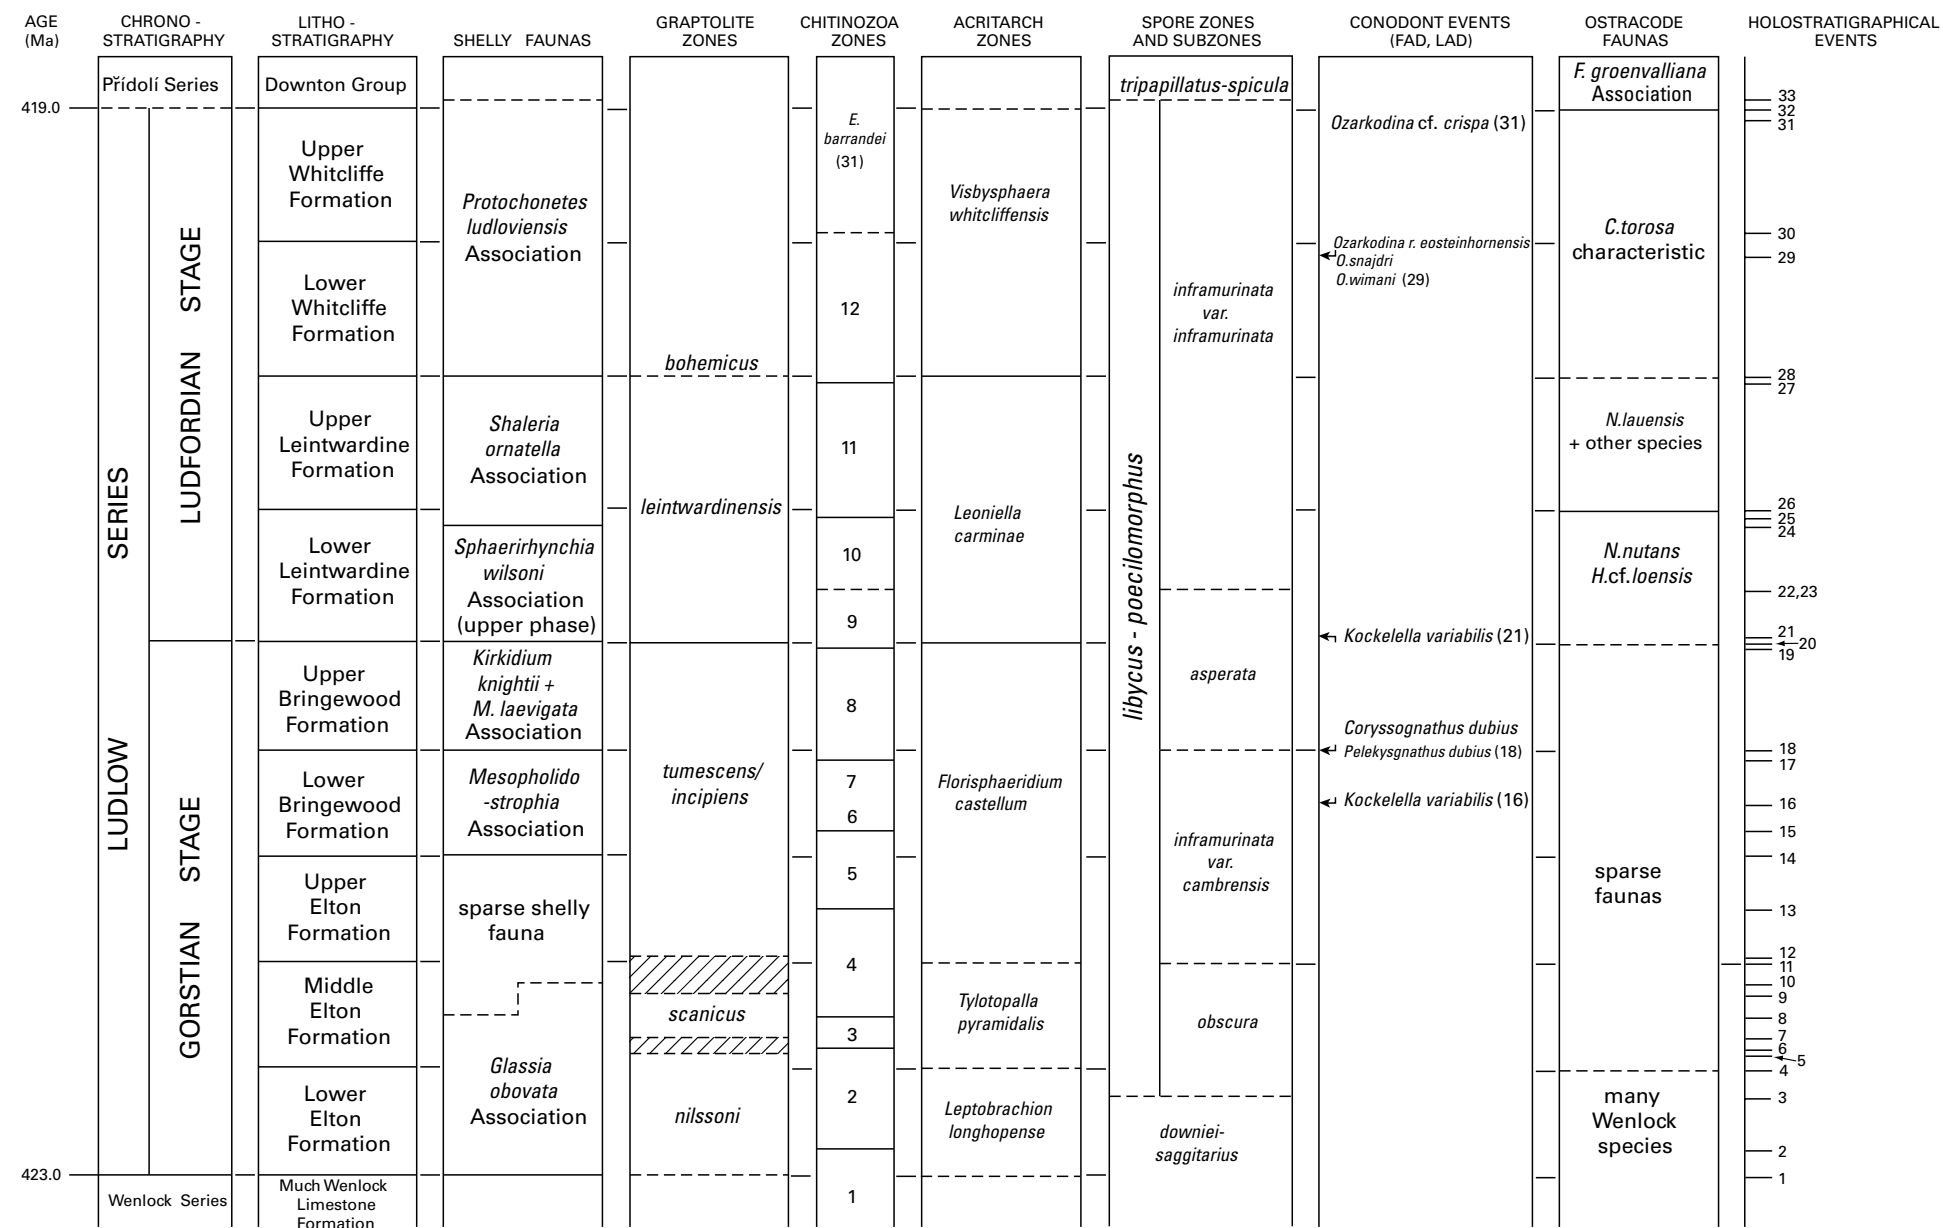 AGE
(Ma)
CHRONO -
STRATIGRAPHY
LITHO -
STRATIGRAPHY
SHELLY FAUNAS
GRAPTOLITE
ZONES
CHITINOZOA
ZONES
ACRITARCH
ZONES
SPORE ZONES
AND SUBZONES
CONODONT EVENTS
(FAD, LAD)
OSTRACODE
FAUNAS
HOLOSTRATIGRAPHICAL
EVENTS
419.0
423.0
Přídolí Series
LUDLOW SERIES
LUDFORDIAN STAGE
GORSTIAN STAGE
Wenlock Series
Downton Group
Upper
Whitcliffe
Formation
Lower
Whitcliffe
Formation
Upper
Leintwardine
Formation
Lower
Leintwardine
Formation
Upper
Bringewood
Formation
Lower
Bringewood
Formation
Upper
Elton
Formation
Middle
Elton
Formation
Lower
Elton
Formation
Much Wenlock
Limestone
Formation
Protochonetes
ludloviensis
Association
Shaleria
ornatella
Association
Sphaerirhynchia
wilsoni
Association
(upper phase)
Kirkidium
knightii +
M. laevigata
Association
Mesopholido
-strophia
Association
sparse shelly
fauna
Glassia
obovata
Association
bohemicus
leintwardinensis
tumescens/
incipiens
scanicus
nilssoni
E.
barrandei
(31)
12
11
10
9
8
7
6
5
4
3
2
1
Visbysphaera
whitcliffensis
Leoniella
carminae
Florisphaeridium
castellum
Tylotopalla
pyramidalis
Leptobrachion
longhopense
tripapillatus-spicula
libycus - poecilomorphus
inframurinata
var.
inframurinata
asperata
inframurinata
var.
cambrensis
obscura
downiei-
saggitarius
Ozarkodina cf. crispa (31)
Ozarkodina r. eosteinhornensis
O.snajdri
O.wimani (29)
Kockelella variabilis (21)
Coryssognathus dubius
Pelekysgnathus dubius (18)
Kockelella variabilis (16)
F. groenvalliana
Association
C.torosa
characteristic
N.lauensis
+ other species
N.nutans
H.cf.loensis
sparse
faunas
many
Wenlock
species
33
32
31
30
29
28
27
26
25
24
22,23
21
20
19
18
17
16
15
14
13
12
11
10
9
8
7
6
5
4
3
2
1